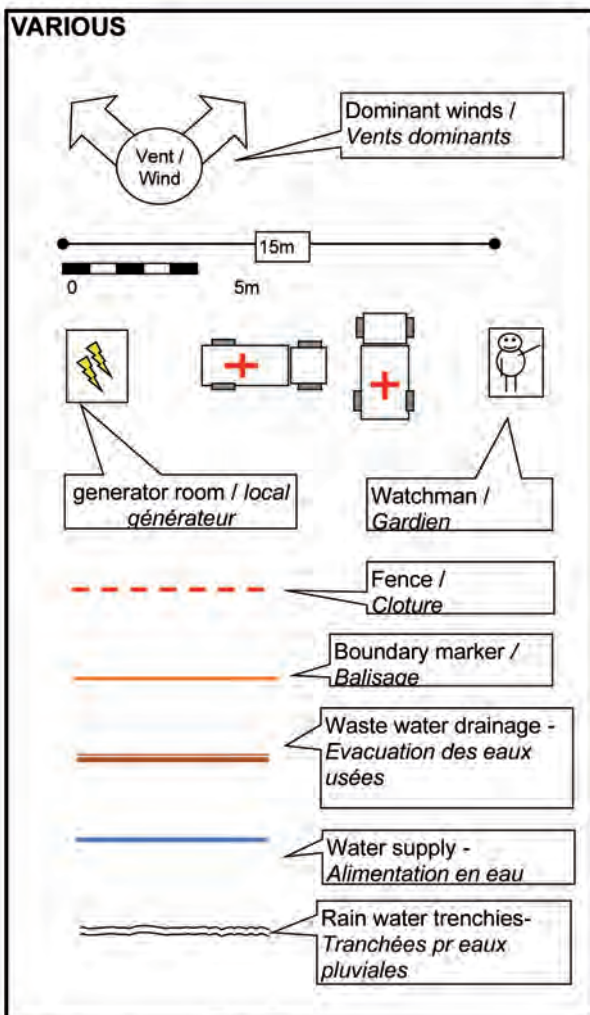 VARIOUS
Dominant winds /
Vents dominants
Vent /
Wind
15m
0
5m
generator room / local
générateur
Watchman /
Gardien
Fence /
Cloture
Boundary marker /
Balisage
Waste water drainage -
Evacuation des eaux
usées
Water supply -
Alimentation en eau
Rain water trenchies-
Tranchées pr eaux
pluviales